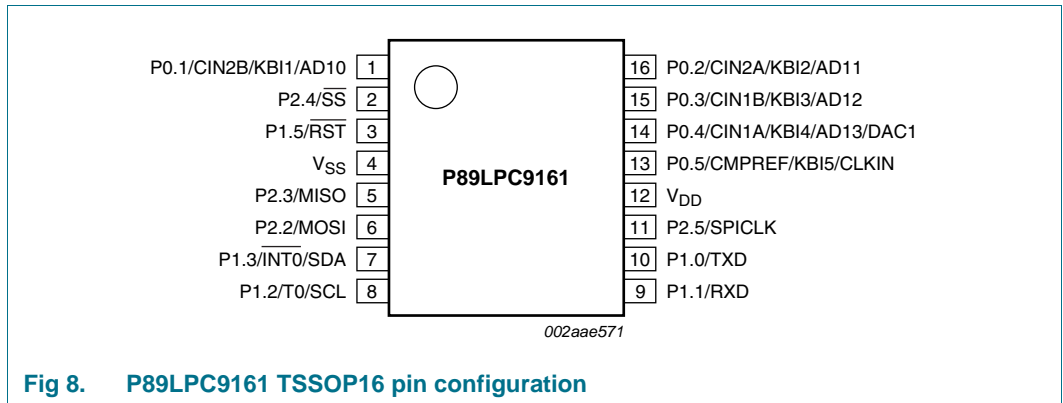 P0.1/CIN2B/KBI1/AD10 1
P2.4/S̅S̅ 2
P1.5/R̅S̅T̅ 3
VSS 4
P2.3/MISO 5
P2.2/MOSI 6
P1.3/I̅N̅T̅0̅/SDA 7
P1.2/T0/SCL 8
P89LPC9161
16 P0.2/CIN2A/KBI2/AD11
15 P0.3/CIN1B/KBI3/AD12
14 P0.4/CIN1A/KBI4/AD13/DAC1
13 P0.5/CMPREF/KBI5/CLKIN
12 VDD
11 P2.5/SPICLK
10 P1.0/TXD
9 P1.1/RXD
002aae571
Fig 8. P89LPC9161 TSSOP16 pin configuration